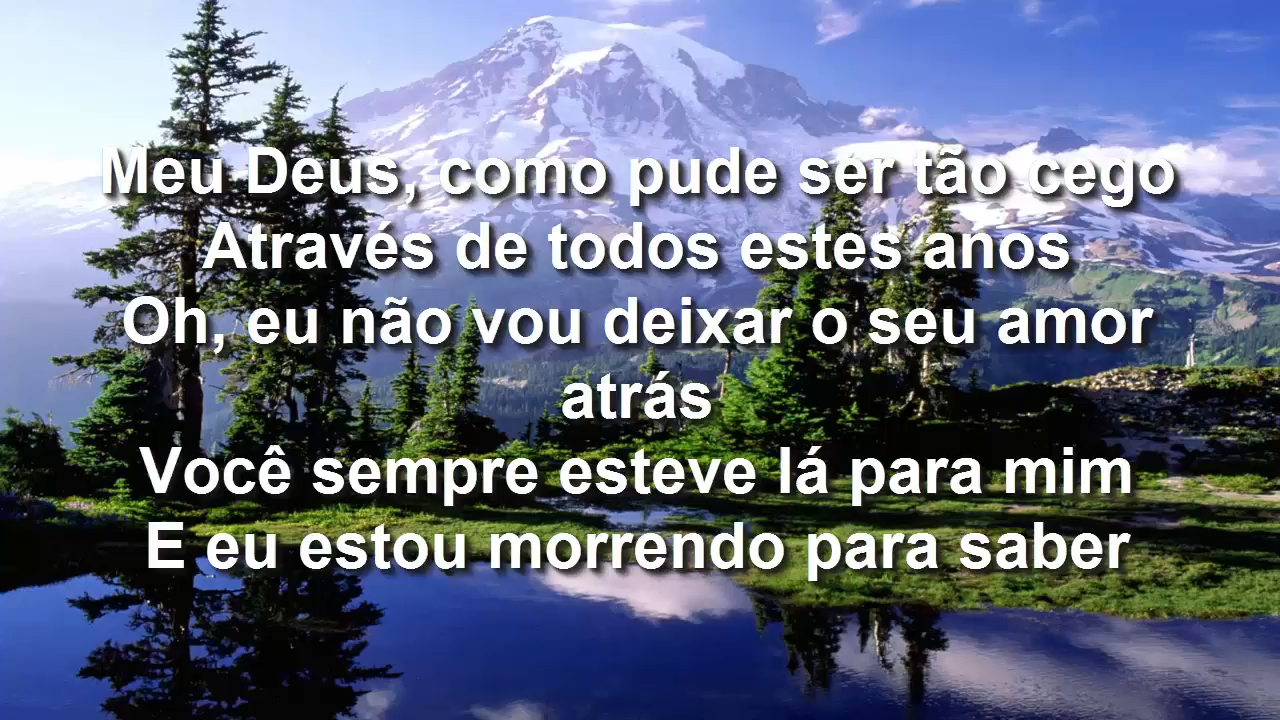 Meu Deus, como pude ser tão cego
Através de todos estes anos
Oh, eu não vou deixar o seu amor
atrás
Você sempre esteve lá para mim
E eu estou morrendo para saber